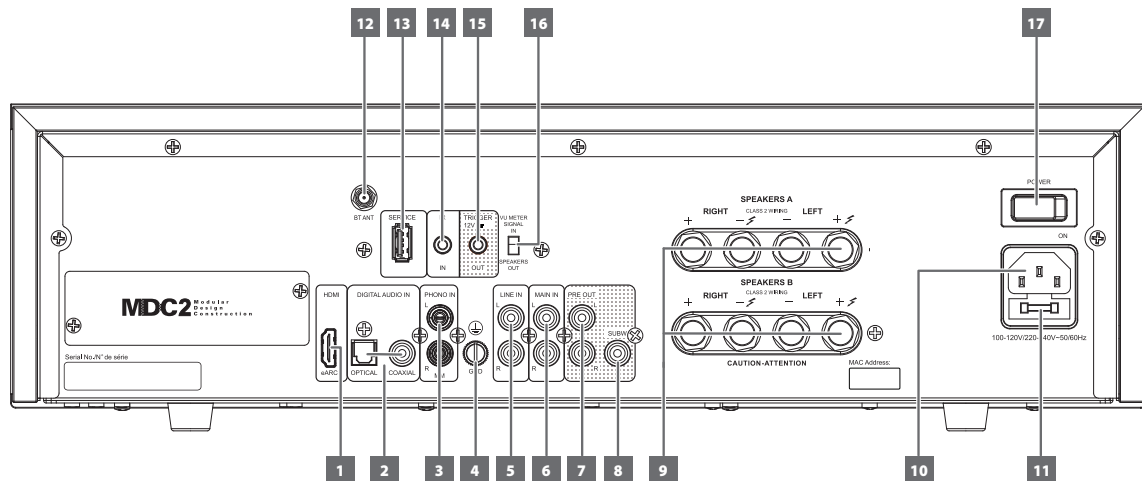 12 13 14 15 16 17
POWER
ON
BT ANT
SERVICE
IN
TRIGGER
12V
OUT
VU METER
SIGNAL
IN
SPEAKERS
OUT
SPEAKERS A
CLASS 2 WIRING
+ RIGHT − − LEFT +
SPEAKERS B
CLASS 2 WIRING
+ RIGHT − − LEFT +
CAUTION-ATTENTION
MAC Address:
MDC2 Modular
Design
Construction
Serial No./N° de série
HDMI
eARC
DIGITAL AUDIO IN
OPTICAL
COAXIAL
PHONO IN
L
R
MM
GND
LINE IN
L
R
MAIN IN
L
R
PRE OUT
L
R
SUBW
100-120V/220- 40V~50/60Hz
1 2 3 4 5 6 7 8 9 10 11